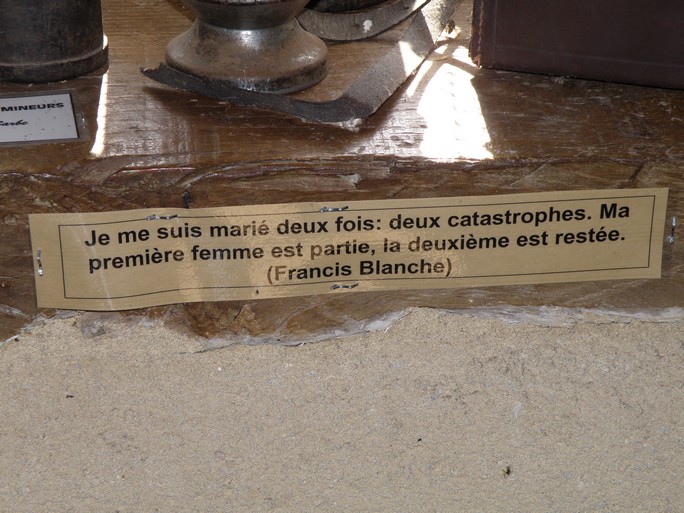 MINEURS
Je me suis marié deux fois: deux catastrophes. Ma
première femme est partie, la deuxième est restée.
(Francis Blanche)